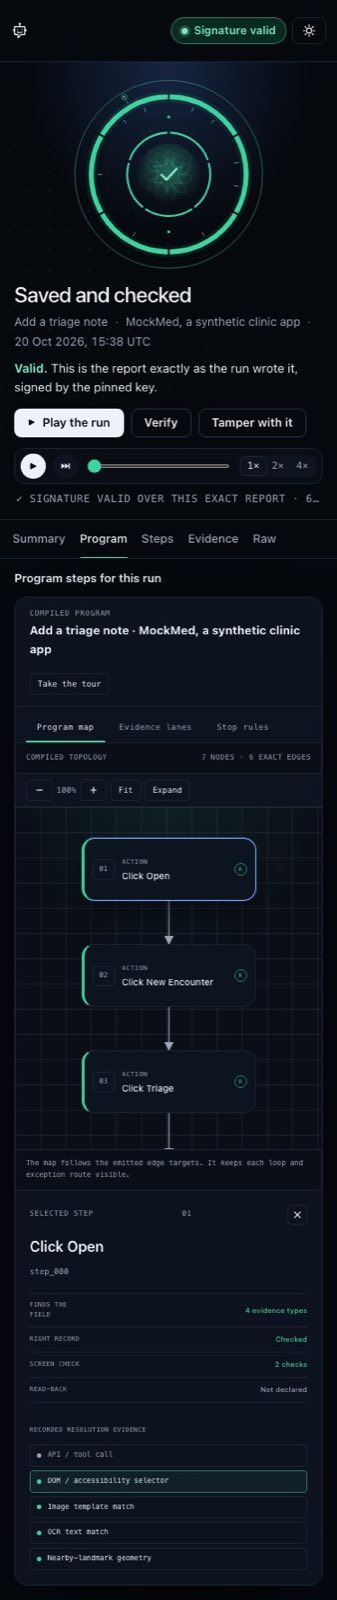 Signature valid
Saved and checked
Add a triage note · MockMed, a synthetic clinic app ·
20 Oct 2026, 15:38 UTC
Valid. This is the report exactly as the run wrote it,
signed by the pinned key.
Play the run
Verify
Tamper with it
1× 2× 4×
✓ SIGNATURE VALID OVER THIS EXACT REPORT · 6…
Summary Program Steps Evidence Raw
Program steps for this run
COMPILED PROGRAM
Add a triage note · MockMed, a synthetic clinic
app
Take the tour
Program map Evidence lanes Stop rules
COMPILED TOPOLOGY 7 NODES · 6 EXACT EDGES
− 100% + Fit Expand
ACTION
01 Click Open R
ACTION
02 Click New Encounter R
ACTION
03 Click Triage R
The map follows the emitted edge targets. It keeps each loop and
exception route visible.
SELECTED STEP 01
Click Open
step_000
FINDS THE
FIELD
4 evidence types
RIGHT RECORD Checked
SCREEN CHECK 2 checks
READ-BACK Not declared
RECORDED RESOLUTION EVIDENCE
API / tool call
DOM / accessibility selector
Image template match
OCR text match
Nearby-landmark geometry